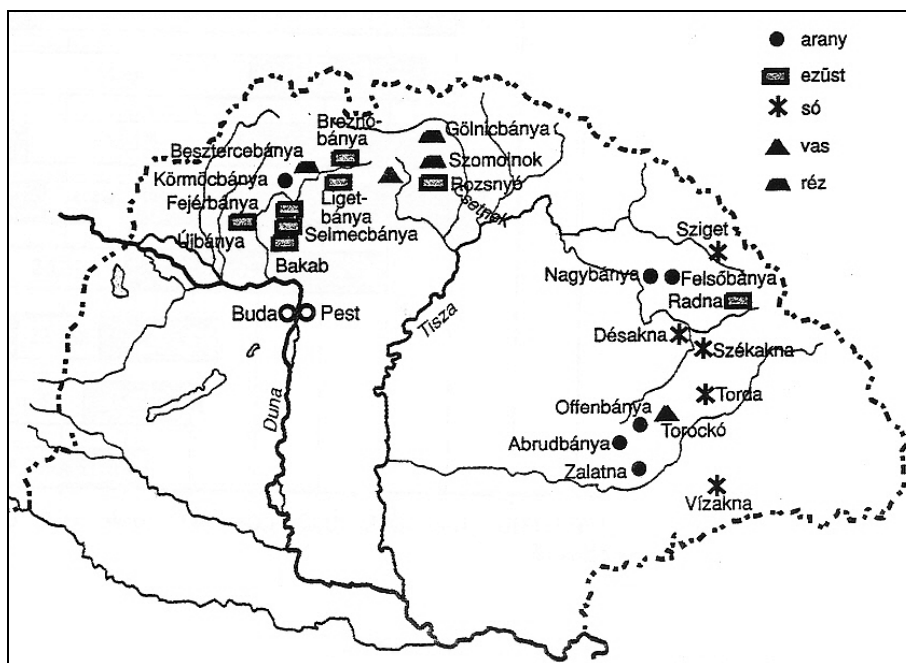 arany
ezüst
só
vas
réz
Breznó-
bánya
Gölnicbánya
Besztercebánya
Szomolnok
Körmöcbánya
Rozsnyó
Fejérbánya
Liget-
bánya
Csetnek
Selmecbánya
Újbánya
Bakab
Sziget
Nagybánya
Felsőbánya
Radna
Buda
Pest
Tisza
Désakna
Székakna
Duna
Torda
Offenbánya
Torockó
Abrudbánya
Zalatna
Vízakna